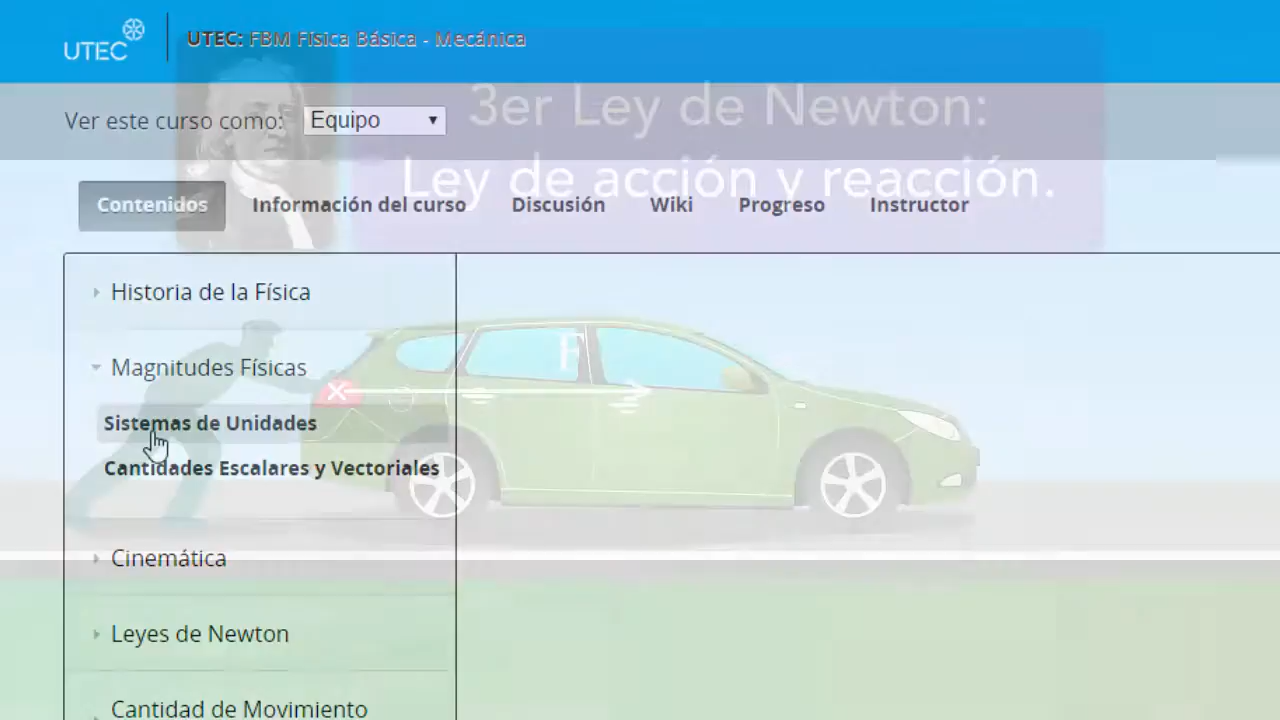 UTEC
UTEC: FBM Física Básica - Mecánica
3er Ley de Newton:
Ley de acción y reacción.
Ver este curso como: Equipo
Contenidos Información del curso Discusión Wiki Progreso Instructor
Historia de la Física
Magnitudes Físicas
F
Sistemas de Unidades
Cantidades Escalares y Vectoriales
Cinemática
Leyes de Newton
Cantidad de Movimiento